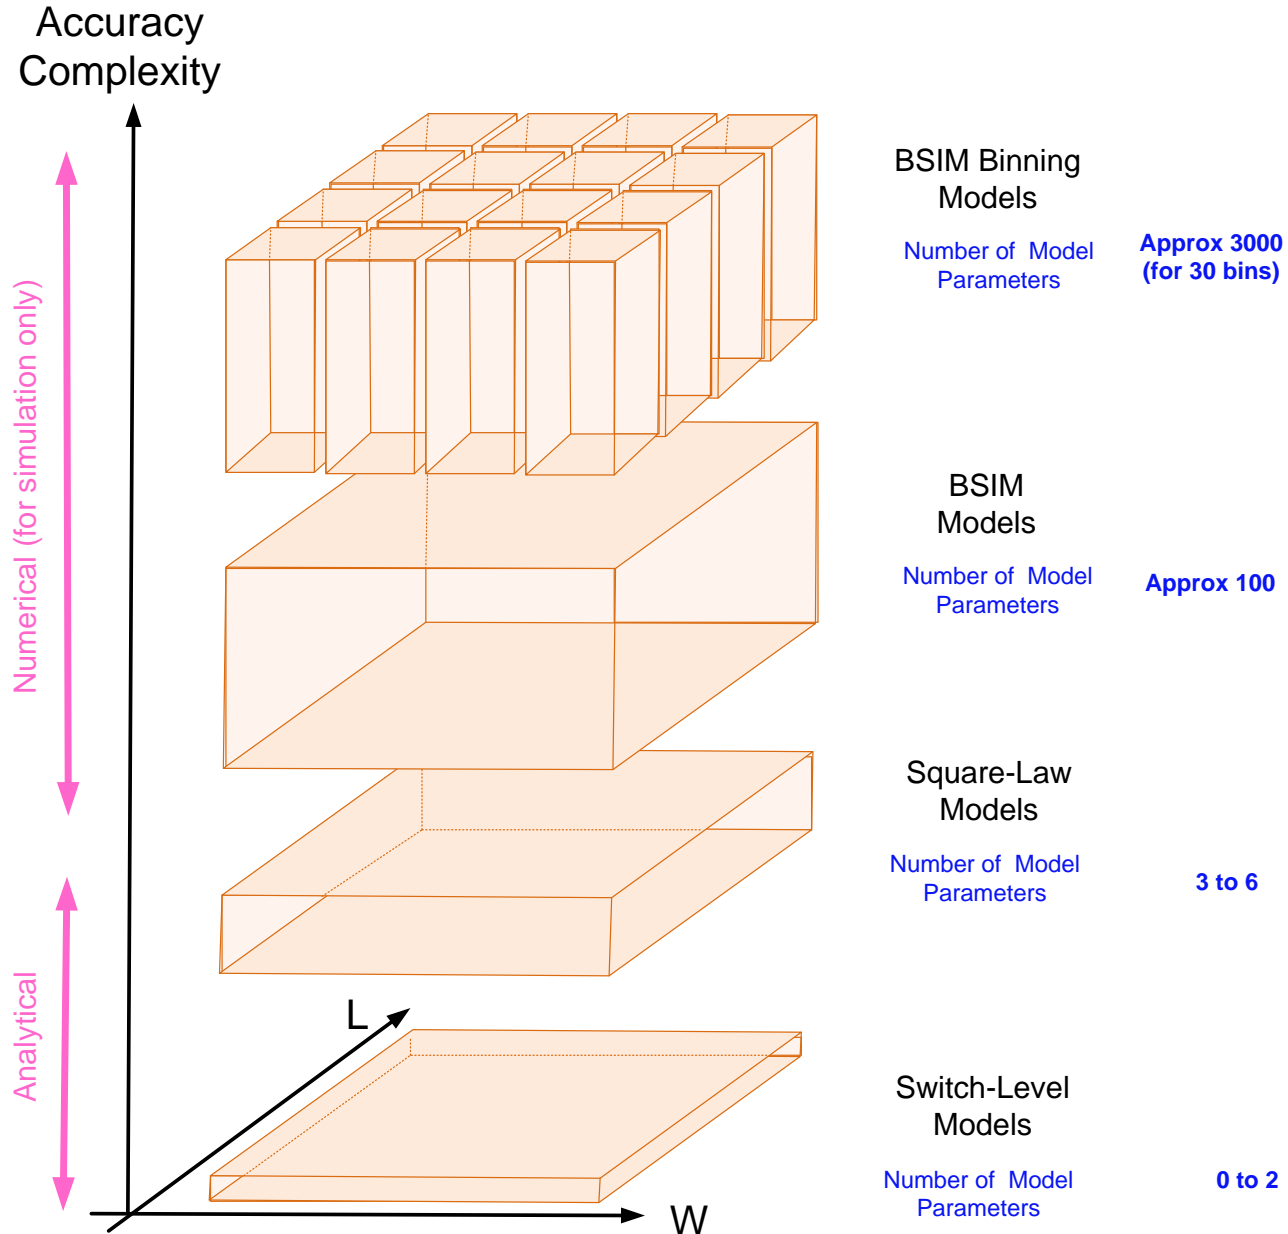 Accuracy
Complexity
Numerical (for simulation only)
Analytical
BSIM Binning
Models
Number of Model
Parameters
Approx 3000
(for 30 bins)
BSIM
Models
Number of Model
Parameters
Approx 100
Square-Law
Models
Number of Model
Parameters
3 to 6
L
W
Switch-Level
Models
Number of Model
Parameters
0 to 2